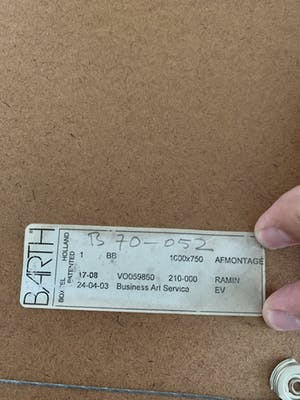 BARTH
BOXTEL HOLLAND
PATENTED
B 70-052
1 BB 1000x750 AFMONTAGE
17-08 VO059850 210-000 RAMIN
24-04-03 Business Art Service EV